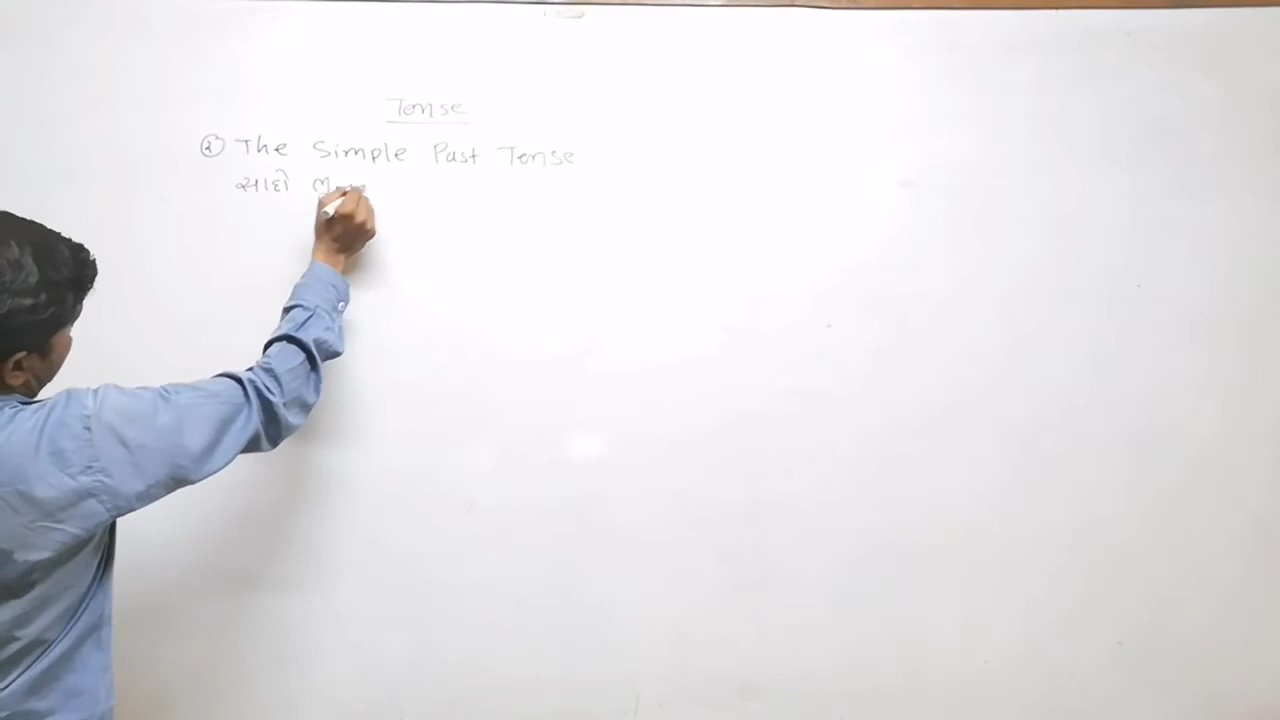 Tense
(2) The Simple Past Tense
સાદો